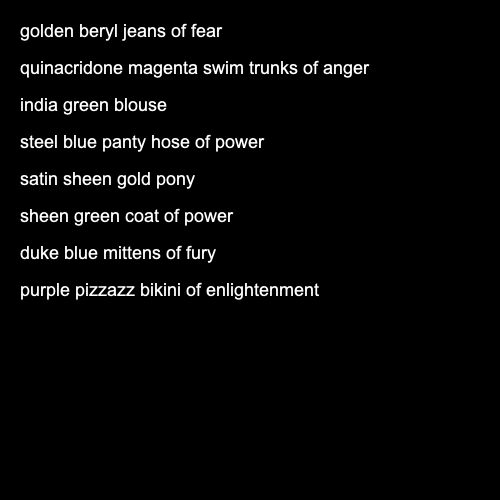 golden beryl jeans of fear
quinacridone magenta swim trunks of anger
india green blouse
steel blue panty hose of power
satin sheen gold pony
sheen green coat of power
duke blue mittens of fury
purple pizzazz bikini of enlightenment